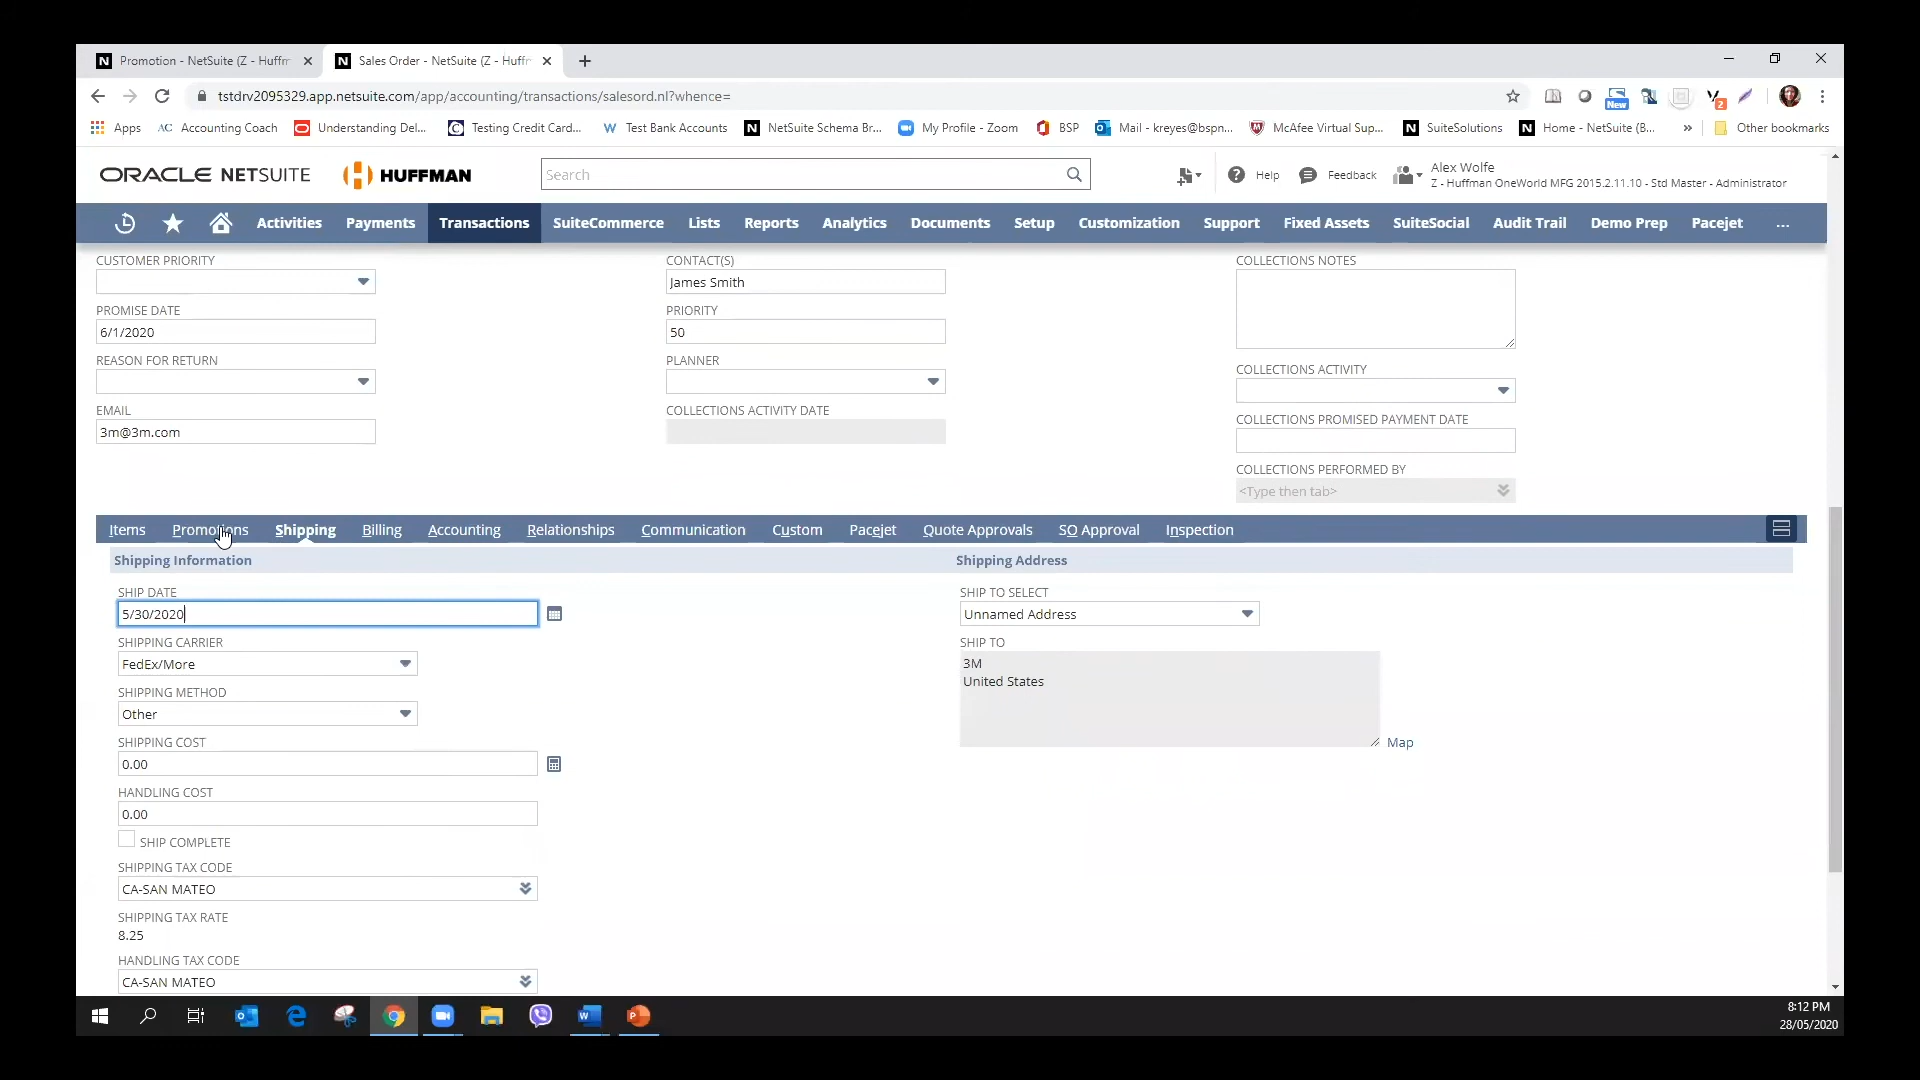 Promotion - NetSuite (Z - Huffm
Sales Order - NetSuite (Z - Huffm
tstdrv2095329.app.netsuite.com/app/accounting/transactions/salesord.nl?whence=
New
2
Apps
AC Accounting Coach
Understanding Del...
Testing Credit Card...
Test Bank Accounts
NetSuite Schema Br...
My Profile - Zoom
BSP
Mail - kreyes@bspn...
McAfee Virtual Sup...
SuiteSolutions
Home - NetSuite (B...
Other bookmarks
ORACLE NETSUITE
HUFFMAN
Search
Help
Feedback
Alex Wolfe
Z - Huffman OneWorld MFG 2015.2.11.10 - Std Master - Administrator
Activities Payments Transactions SuiteCommerce Lists Reports Analytics Documents Setup Customization Support Fixed Assets SuiteSocial Audit Trail Demo Prep Pacejet ...
CUSTOMER PRIORITY
PROMISE DATE
6/1/2020
REASON FOR RETURN
EMAIL
3m@3m.com
CONTACT(S)
James Smith
PRIORITY
50
PLANNER
COLLECTIONS ACTIVITY DATE
COLLECTIONS NOTES
COLLECTIONS ACTIVITY
COLLECTIONS PROMISED PAYMENT DATE
COLLECTIONS PERFORMED BY
<Type then tab>
Items Promotions Shipping Billing Accounting Relationships Communication Custom Pacejet Quote Approvals SO Approval Inspection
Shipping Information
SHIP DATE
5/30/2020
SHIPPING CARRIER
FedEx/More
SHIPPING METHOD
Other
SHIPPING COST
0.00
HANDLING COST
0.00
SHIP COMPLETE
SHIPPING TAX CODE
CA-SAN MATEO
SHIPPING TAX RATE
8.25
HANDLING TAX CODE
CA-SAN MATEO
Shipping Address
SHIP TO SELECT
Unnamed Address
SHIP TO
3M
United States
Map
8:12 PM
28/05/2020